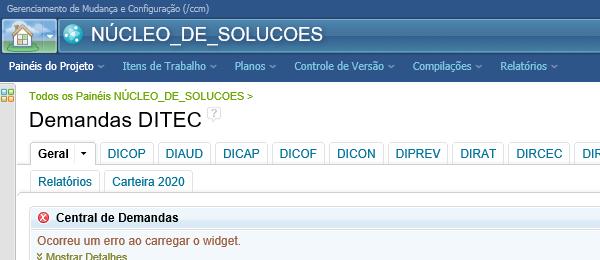 Gerenciamento de Mudança e Configuração (/ccm)
NÚCLEO_DE_SOLUCOES
Painéis do Projeto Itens de Trabalho Planos Controle de Versão Compilações Relatórios
Todos os Painéis NÚCLEO_DE_SOLUCOES >
Demandas DITEC ?
Geral DICOP DIAUD DICAP DICOF DICON DIPREV DIRAT DIRCEC DIR
Relatórios Carteira 2020
Central de Demandas
Ocorreu um erro ao carregar o widget.
Mostrar Detalhes